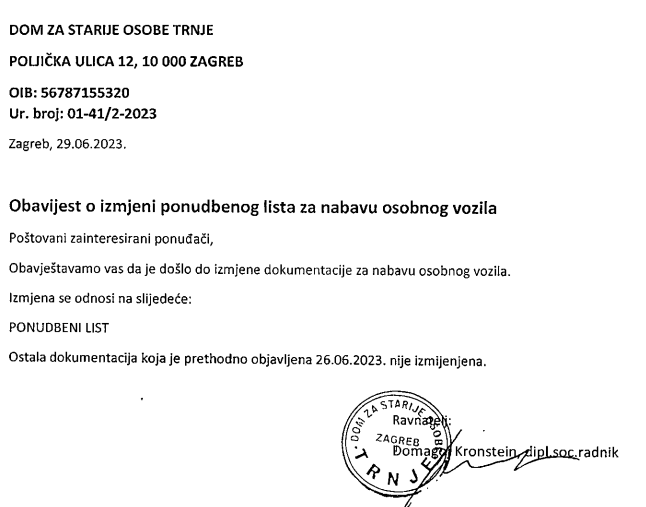 DOM ZA STARIJE OSOBE TRNJE
POLJIČKA ULICA 12, 10 000 ZAGREB
OIB: 56787155320
Ur. broj: 01-41/2-2023
Zagreb, 29.06.2023.
Obavijest o izmjeni ponudbenog lista za nabavu osobnog vozila
Poštovani zainteresirani ponuđači,
Obavještavamo vas da je došlo do izmjene dokumentacije za nabavu osobnog vozila.
Izmjena se odnosi na slijedeće:
PONUDBENI LIST
Ostala dokumentacija koja je prethodno objavljena 26.06.2023. nije izmijenjena.
DOM ZA STARIJE OSOBE
ZAGREB
TRNJE
Ravnatelj:
Domagoj Kronstein, dipl.soc.radnik